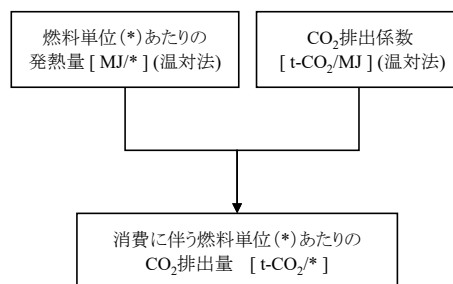 燃料単位(*)あたりの
発熱量 [ MJ/* ] (温対法)
CO₂排出係数
[ t-CO₂/MJ ] (温対法)
消費に伴う燃料単位(*)あたりの
CO₂排出量 [ t-CO₂/* ]